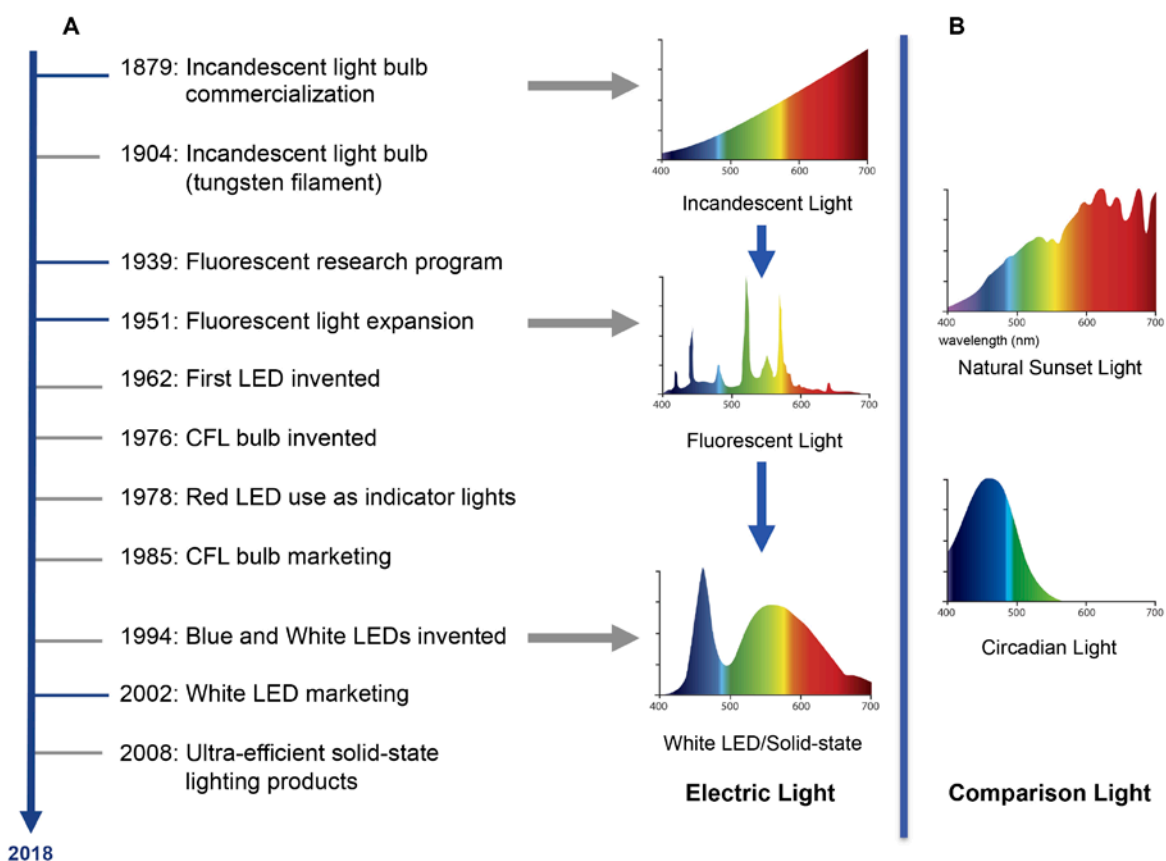 A
1879: Incandescent light bulb
commercialization
1904: Incandescent light bulb
(tungsten filament)
1939: Fluorescent research program
1951: Fluorescent light expansion
1962: First LED invented
1976: CFL bulb invented
1978: Red LED use as indicator lights
1985: CFL bulb marketing
1994: Blue and White LEDs invented
2002: White LED marketing
2008: Ultra-efficient solid-state
lighting products
2018
400 500 600 700
Incandescent Light
400 500 600 700
Fluorescent Light
400 500 600 700
White LED/Solid-state
Electric Light
B
400 500 600 700
wavelength (nm)
Natural Sunset Light
400 500 600 700
Circadian Light
Comparison Light